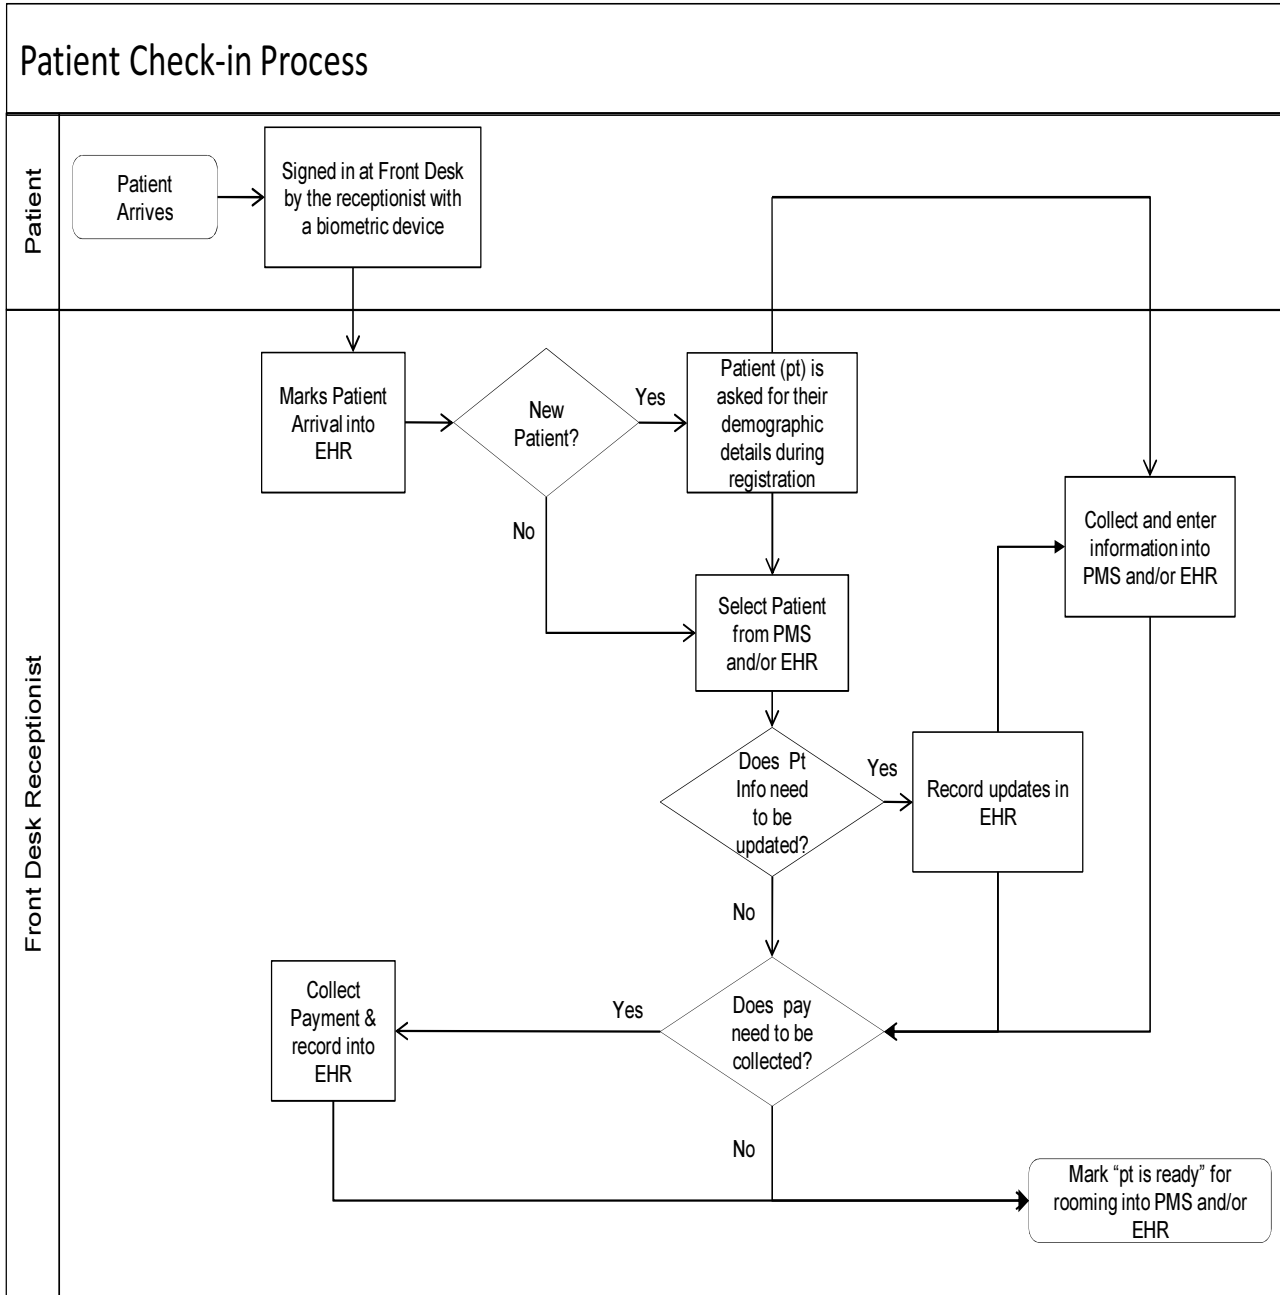 Patient Check-in Process
Patient
Patient
Arrives
Signed in at Front Desk
by the receptionist with
a biometric device
Front Desk Receptionist
Marks Patient
Arrival into
EHR
New
Patient?
Yes
No
Patient (pt) is
asked for their
demographic
details during
registration
Collect and enter
information into
PMS and/or EHR
Select Patient
from PMS
and/or EHR
Does Pt
Info need
to be
updated?
Yes
No
Record updates in
EHR
Does pay
need to be
collected?
Yes
No
Collect
Payment &
record into
EHR
Mark “pt is ready” for
rooming into PMS and/or
EHR